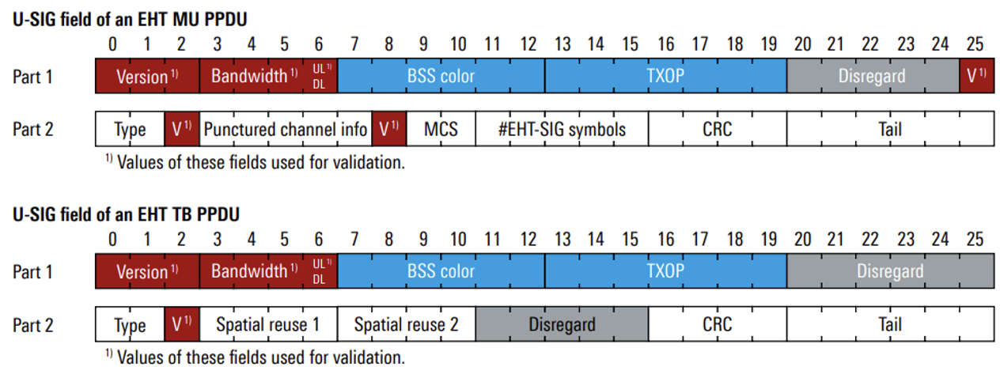 U-SIG field of an EHT MU PPDU
0 1 2 3 4 5 6 7 8 9 10 11 12 13 14 15 16 17 18 19 20 21 22 23 24 25
Part 1 Version 1) Bandwidth 1) UL 1) DL BSS color TXOP Disregard V 1)
Part 2 Type V 1) Punctured channel info V 1) MCS #EHT-SIG symbols CRC Tail
1) Values of these fields used for validation.
U-SIG field of an EHT TB PPDU
0 1 2 3 4 5 6 7 8 9 10 11 12 13 14 15 16 17 18 19 20 21 22 23 24 25
Part 1 Version 1) Bandwidth 1) UL 1) DL BSS color TXOP Disregard
Part 2 Type V 1) Spatial reuse 1 Spatial reuse 2 Disregard CRC Tail
1) Values of these fields used for validation.